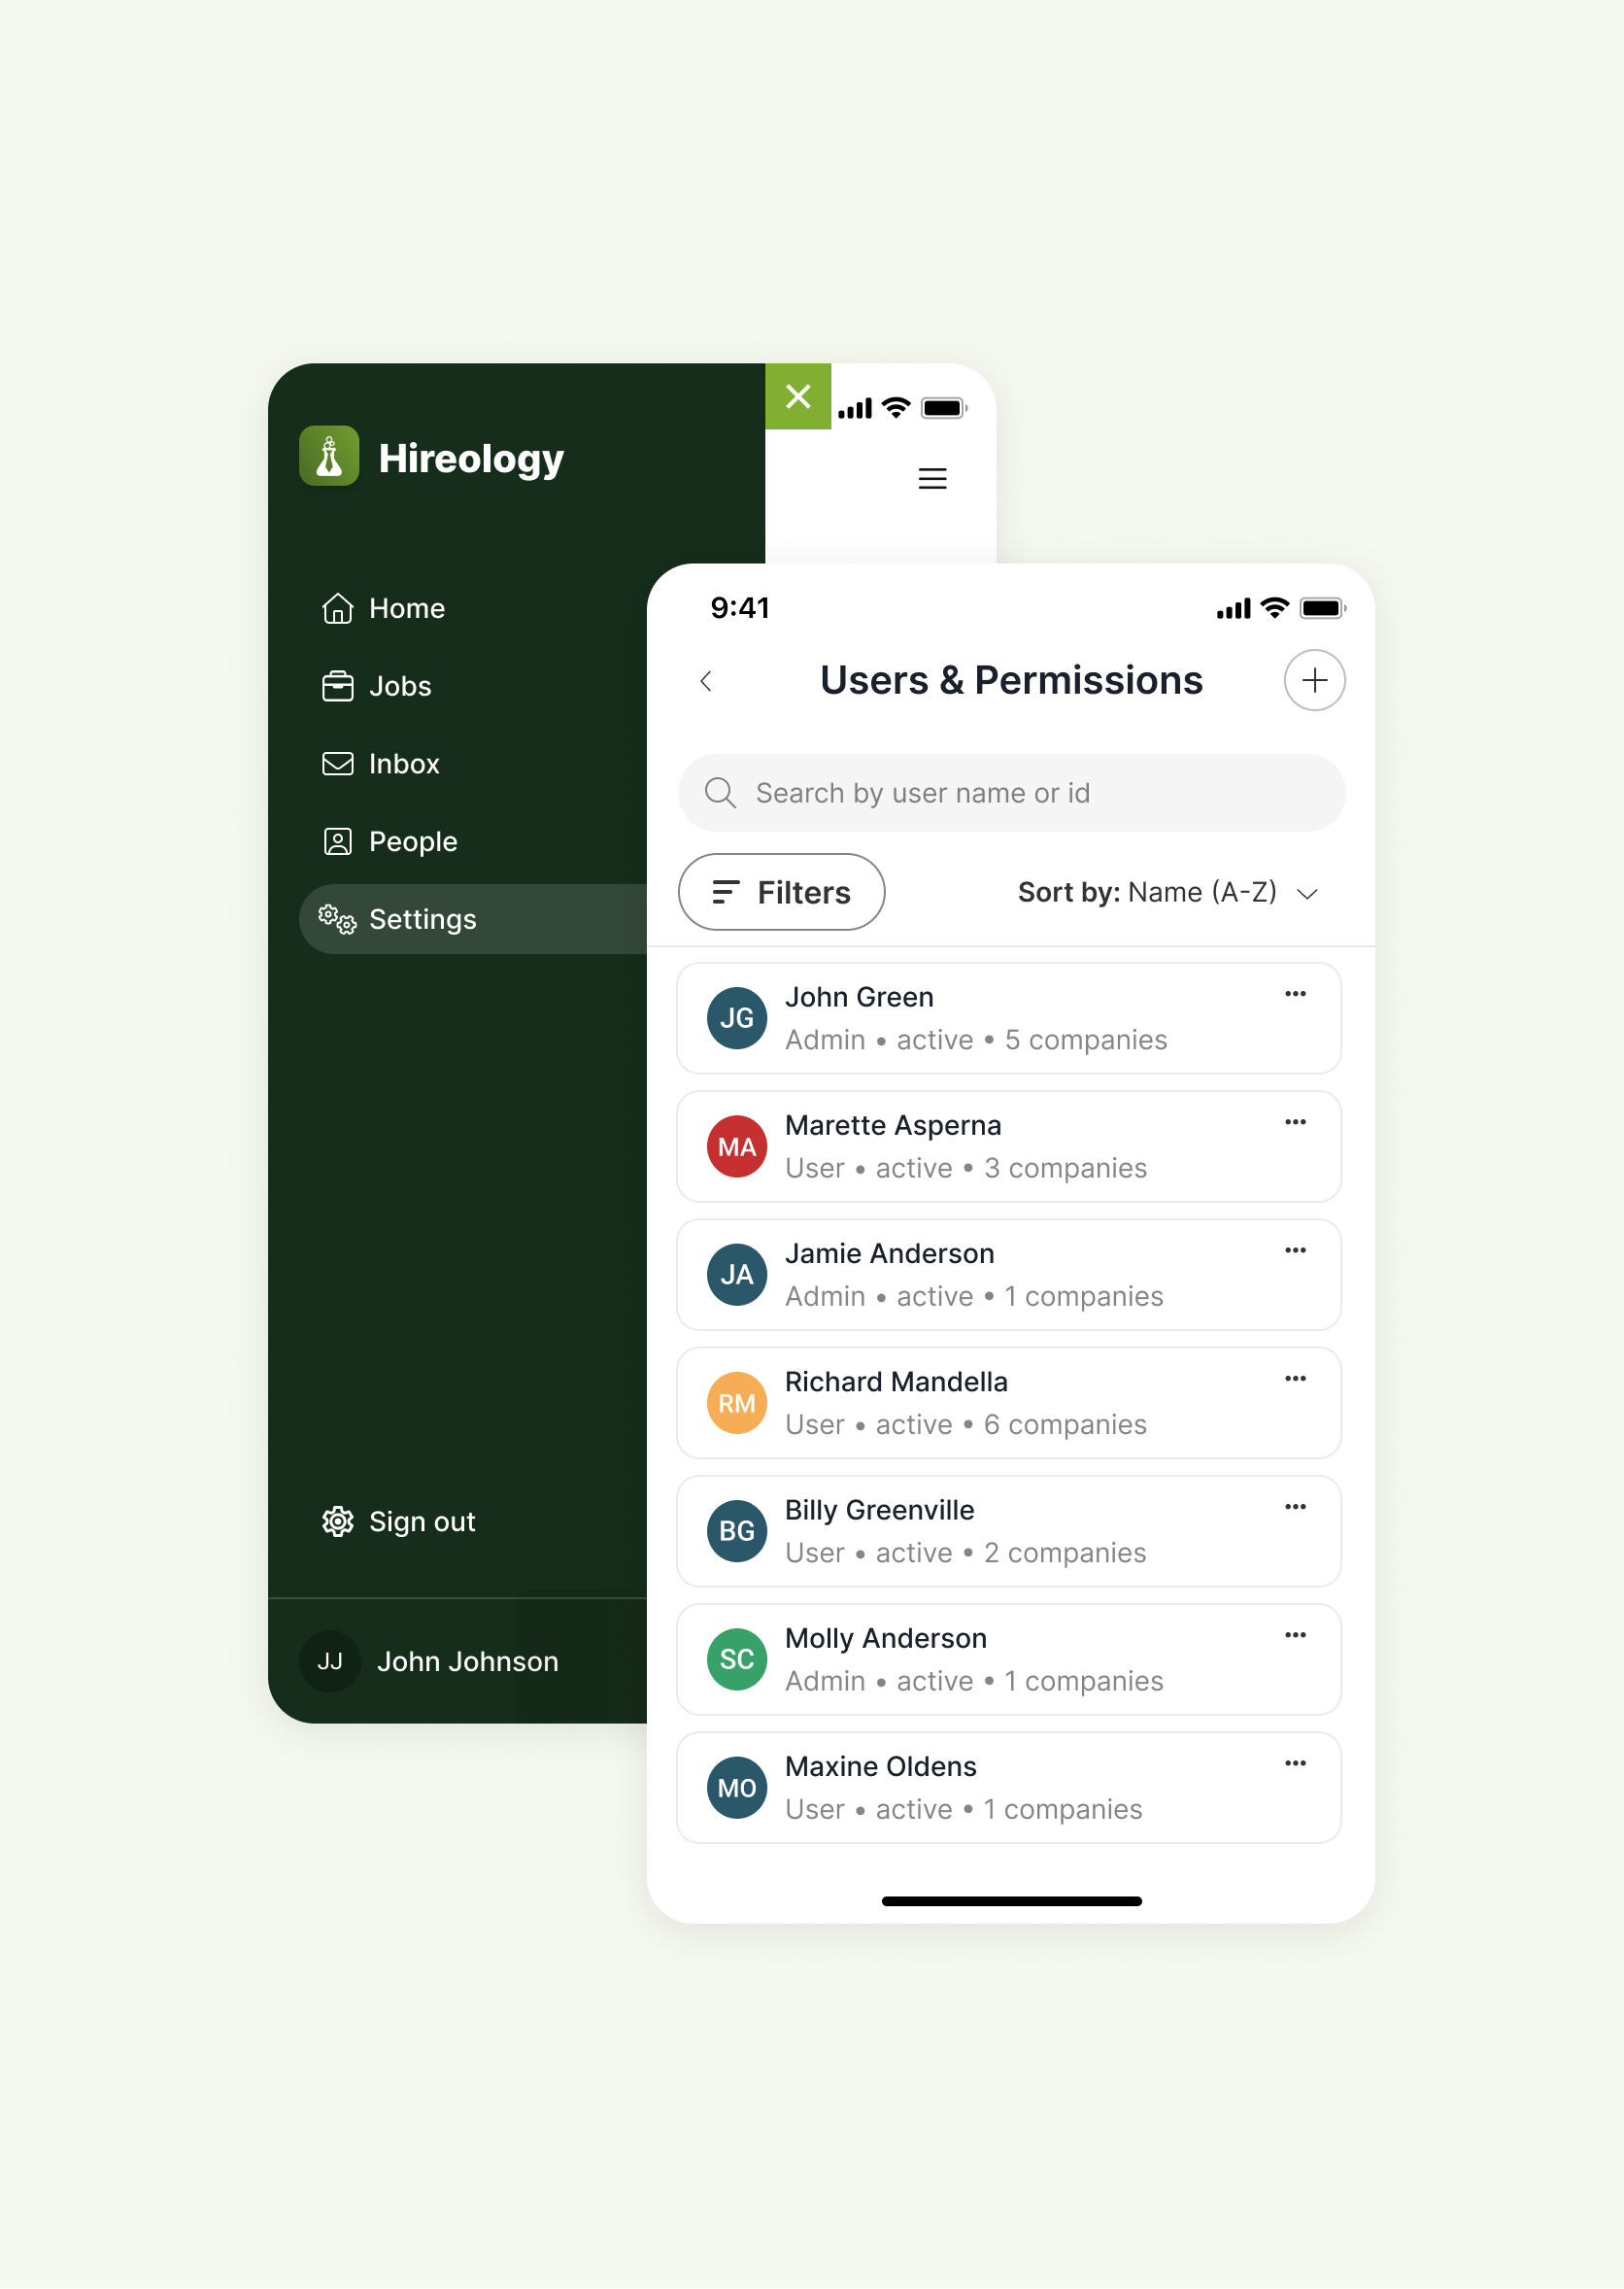 Hireology
Home
Jobs
Inbox
People
Settings
Sign out
JJ
John Johnson
9:41
Users & Permissions
Search by user name or id
Filters
Sort by: Name (A-Z)
JG
John Green
Admin • active • 5 companies
MA
Marette Asperna
User • active • 3 companies
JA
Jamie Anderson
Admin • active • 1 companies
RM
Richard Mandella
User • active • 6 companies
BG
Billy Greenville
User • active • 2 companies
SC
Molly Anderson
Admin • active • 1 companies
MO
Maxine Oldens
User • active • 1 companies